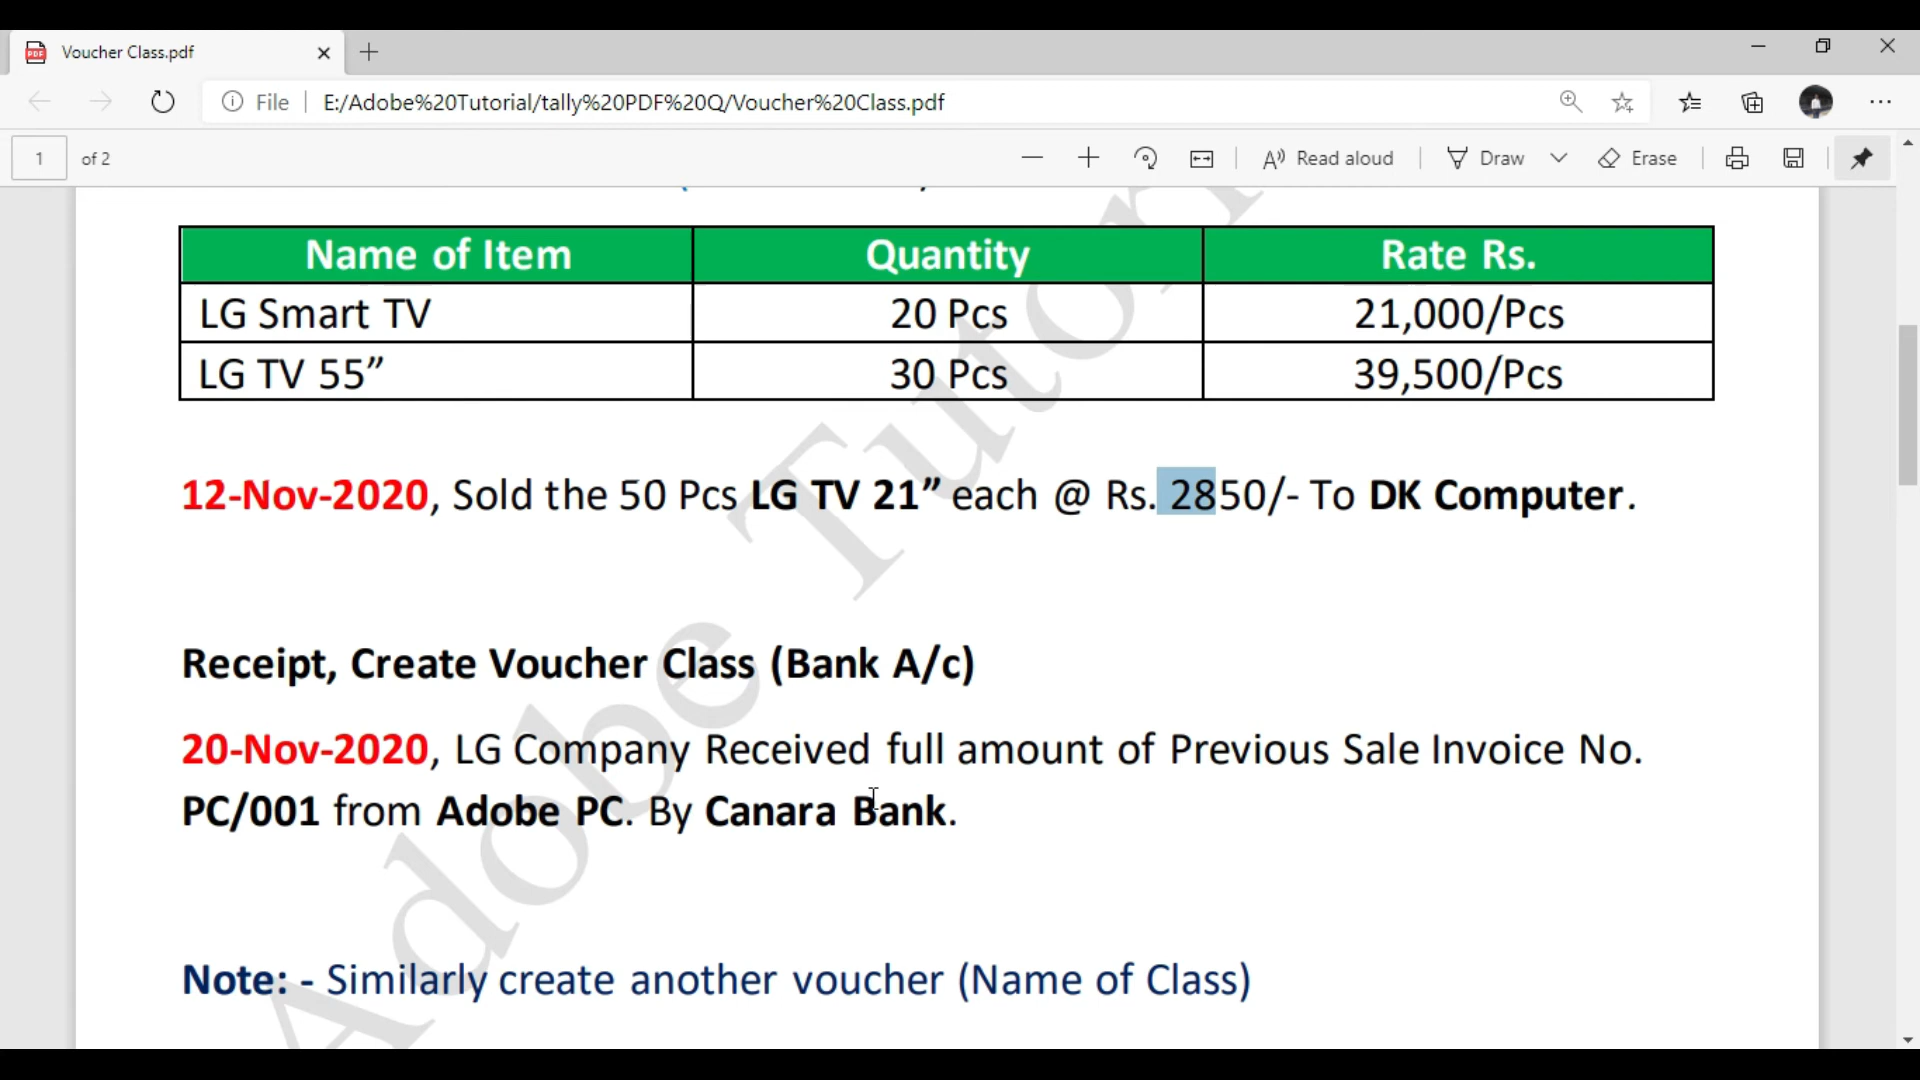 Voucher Class.pdf
File E:/Adobe%20Tutorial/tally%20PDF%20Q/Voucher%20Class.pdf
1 of 2 Read aloud Draw Erase
Name of Item Quantity Rate Rs.
LG Smart TV 20 Pcs 21,000/Pcs
LG TV 55” 30 Pcs 39,500/Pcs
12-Nov-2020, Sold the 50 Pcs LG TV 21” each @ Rs. 2850/- To DK Computer.
Receipt, Create Voucher Class (Bank A/c)
20-Nov-2020, LG Company Received full amount of Previous Sale Invoice No.
PC/001 from Adobe PC. By Canara Bank.
Note: - Similarly create another voucher (Name of Class)
Adobe Tutor